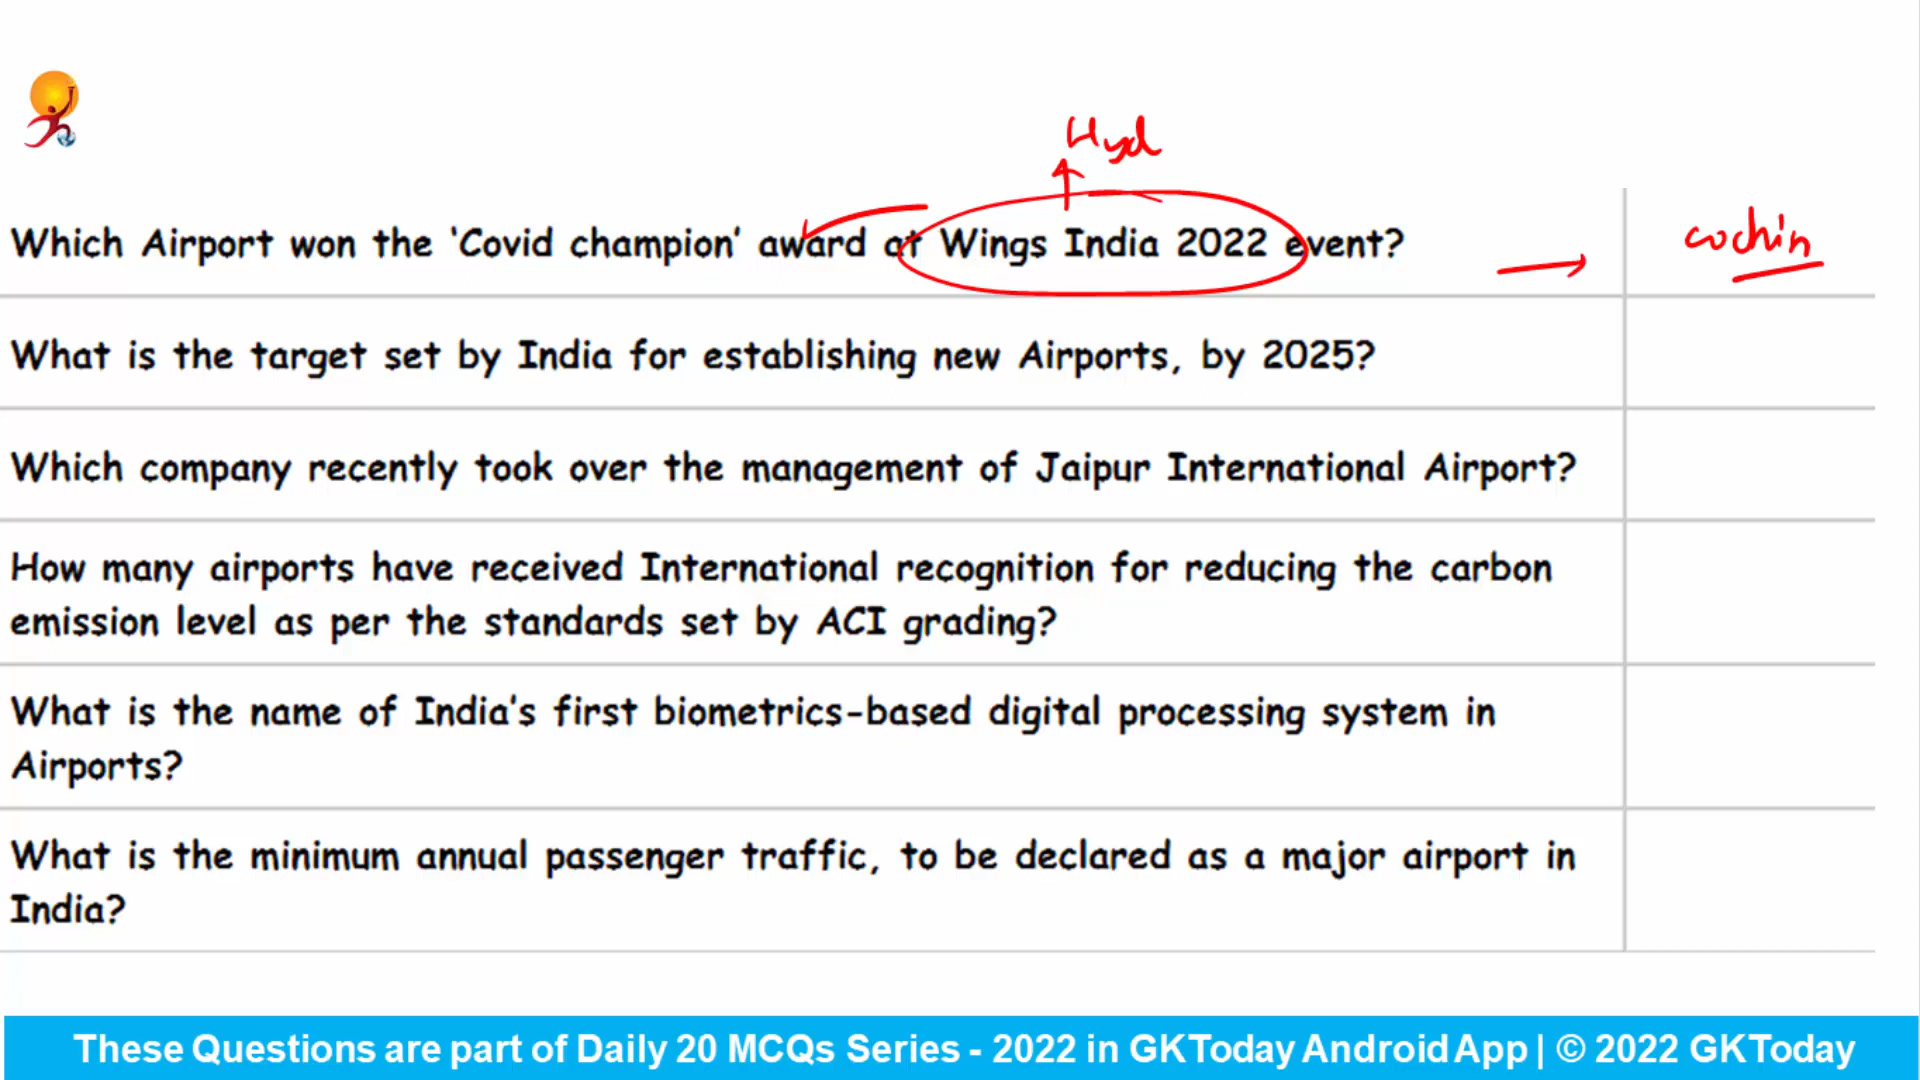 Hyd
Which Airport won the ‘Covid champion’ award at Wings India 2022 event?
cochin
What is the target set by India for establishing new Airports, by 2025?
Which company recently took over the management of Jaipur International Airport?
How many airports have received International recognition for reducing the carbon
emission level as per the standards set by ACI grading?
What is the name of India's first biometrics-based digital processing system in
Airports?
What is the minimum annual passenger traffic, to be declared as a major airport in
India?
These Questions are part of Daily 20 MCQs Series - 2022 in GKToday Android App | © 2022 GKToday